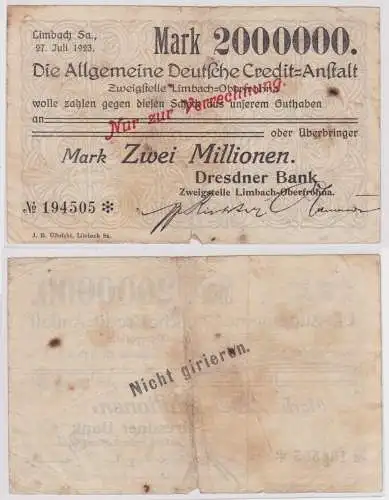 Limbach Sa.,
27. Juli 1923.
Mark 2000000.
Die Allgemeine Deutsche Credit=Anstalt
Zweigstelle Limbach-Oberfrohna
wolle zahlen gegen diesen Scheck aus unserem Guthaben
an oder Überbringer
Nur zur Verrechnung.
Mark Zwei Millionen.
Dresdner Bank
Zweigstelle Limbach-Oberfrohna.
№ 194505 ✻
Limbach Sa.
Nicht girieren.